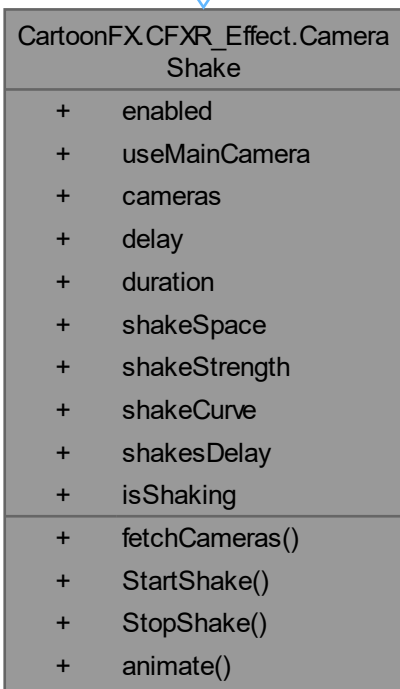 CartoonFX.CFXR_Effect.Camera
Shake
+ enabled
+ useMainCamera
+ cameras
+ delay
+ duration
+ shakeSpace
+ shakeStrength
+ shakeCurve
+ shakesDelay
+ isShaking
+ fetchCameras()
+ StartShake()
+ StopShake()
+ animate()